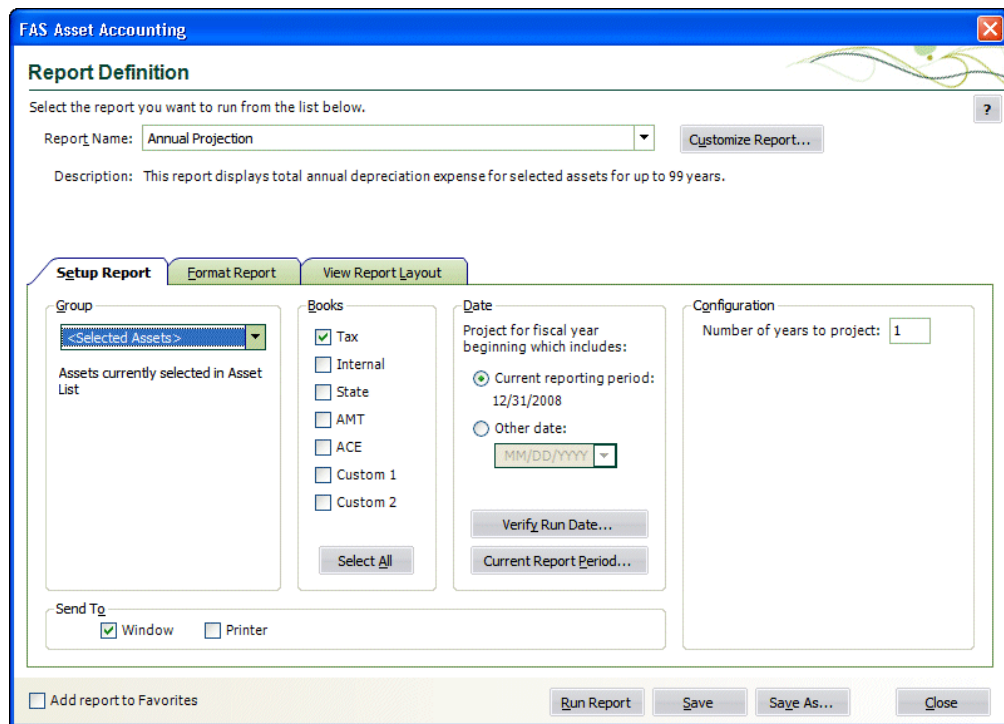 FAS Asset Accounting
Report Definition
Select the report you want to run from the list below.
?
Report Name: Annual Projection
Customize Report...
Description: This report displays total annual depreciation expense for selected assets for up to 99 years.
Setup Report
Format Report
View Report Layout
Group
<Selected Assets>
Assets currently selected in Asset
List
Books
Tax
Internal
State
AMT
ACE
Custom 1
Custom 2
Select All
Date
Project for fiscal year
beginning which includes:
Current reporting period:
12/31/2008
Other date:
MM/DD/YYYY
Verify Run Date...
Current Report Period...
Configuration
Number of years to project: 1
Send To
Window
Printer
Add report to Favorites
Run Report
Save
Save As...
Close